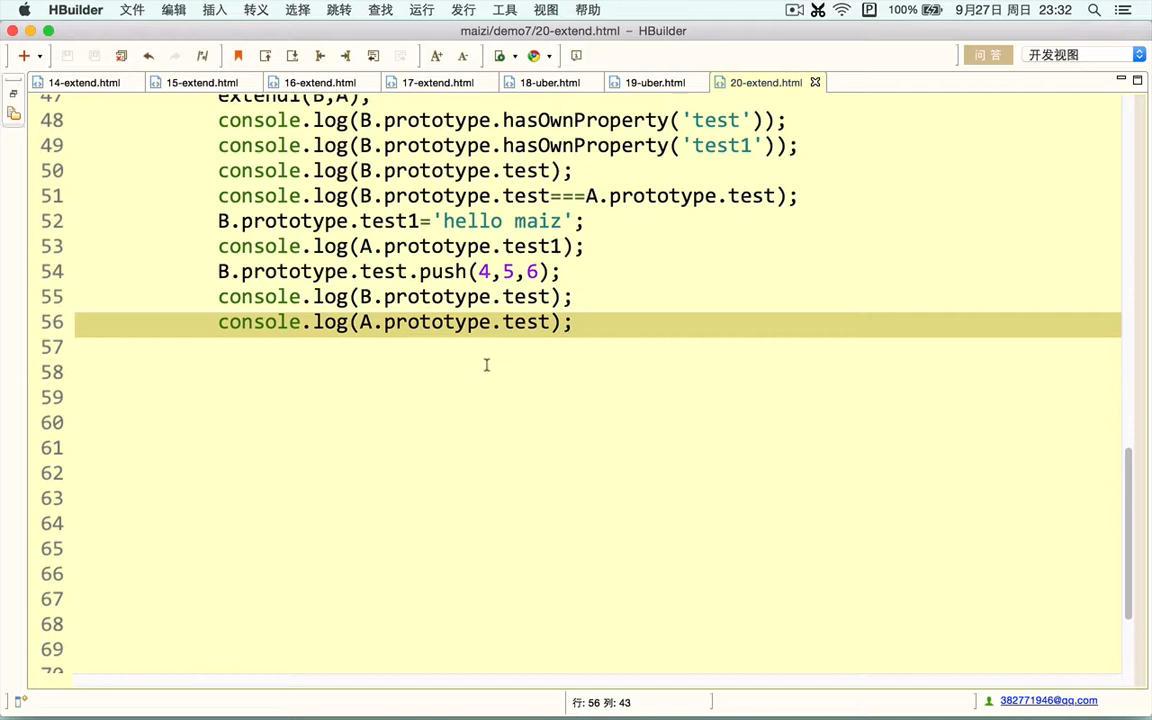 HBuilder 文件 编辑 插入 转义 选择 跳转 查找 运行 发行 工具 视图 帮助 100% 9月27日 周日 23:32
maizi/demo7/20-extend.html – HBuilder
问 答 开发视图
14-extend.html 15-extend.html 16-extend.html 17-extend.html 18-uber.html 19-uber.html 20-extend.html
47 extend1(B,A);
48 console.log(B.prototype.hasOwnProperty('test'));
49 console.log(B.prototype.hasOwnProperty('test1'));
50 console.log(B.prototype.test);
51 console.log(B.prototype.test===A.prototype.test);
52 B.prototype.test1='hello maiz';
53 console.log(A.prototype.test1);
54 B.prototype.test.push(4,5,6);
55 console.log(B.prototype.test);
56 console.log(A.prototype.test);
57
58
59
60
61
62
63
64
65
66
67
68
69
70
行: 56 列: 43 382771946@qq.com